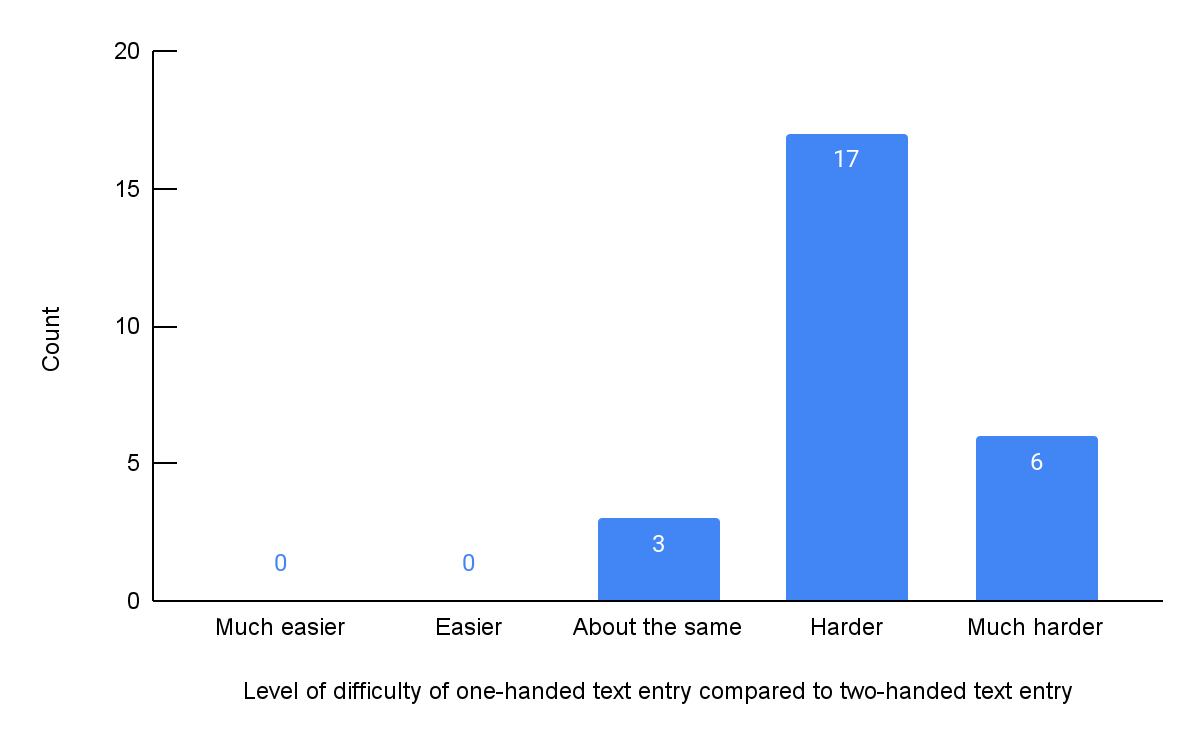 20
15
10
5
0
Count
17
6
3
0
0
Much easier
Easier
About the same
Harder
Much harder
Level of difficulty of one-handed text entry compared to two-handed text entry